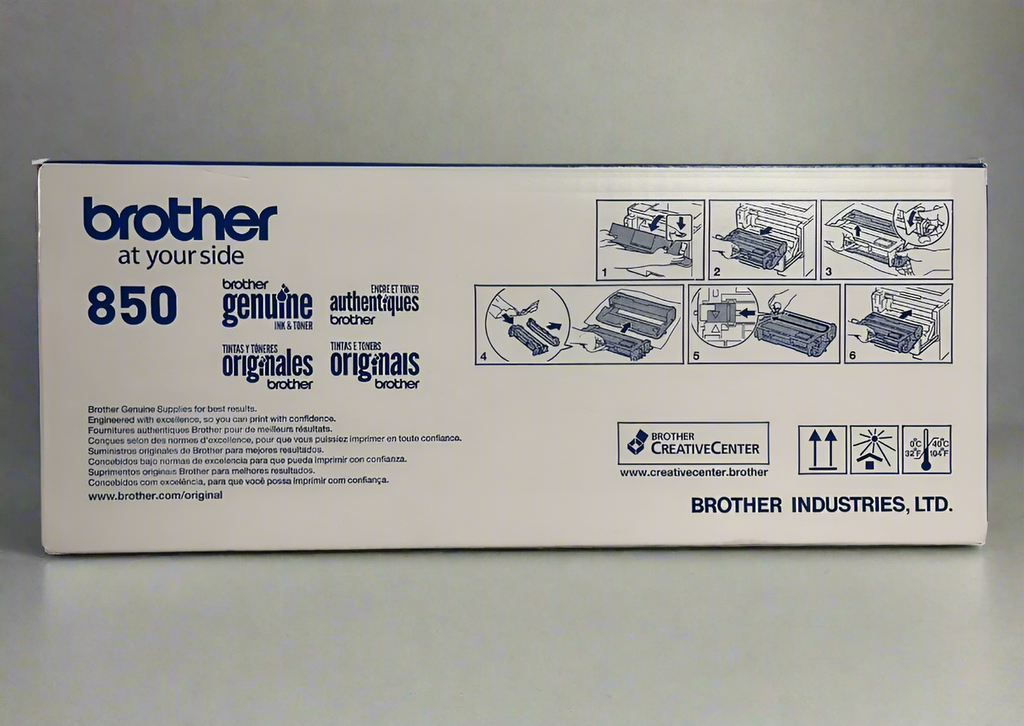 brother
at your side
850
brother
genuine
INK & TONER
ENCRE ET TONER
authentiques
brother
TINTAS Y TÓNERES
originales
brother
TINTAS E TONERS
originais
brother
Brother Genuine Supplies for best results.
Engineered with excellence, so you can print with confidence.
Fournitures authentiques Brother pour de meilleurs résultats.
Conçues selon des normes d'excellence, pour que vous puissiez imprimer en toute confiance.
Suministros originales de Brother para mejores resultados.
Concebidos bajo normas de excelencia para que pueda imprimir con confianza.
Suprimentos originais Brother para melhores resultados.
Concebidos com excelência, para que você possa imprimir com confiança.
www.brother.com/original
1
2
3
4
5
6
BROTHER
CREATIVECENTER
www.creativecenter.brother
0°C
32°F
40°C
104°F
BROTHER INDUSTRIES, LTD.